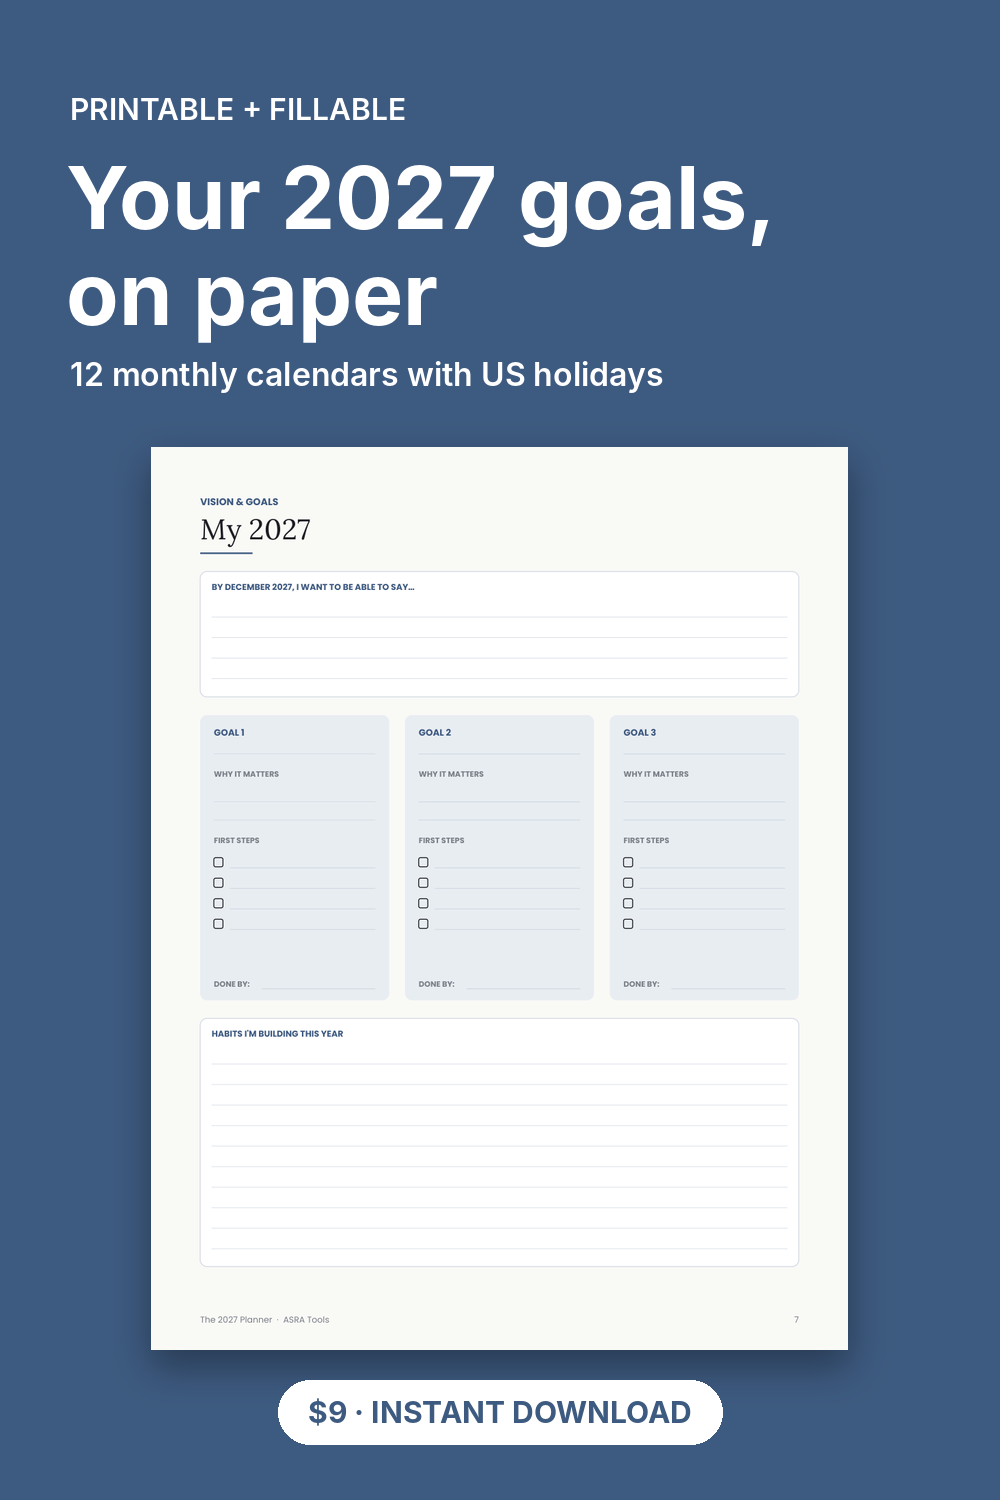 PRINTABLE + FILLABLE
Your 2027 goals,
on paper
12 monthly calendars with US holidays
VISION & GOALS
My 2027
BY DECEMBER 2027, I WANT TO BE ABLE TO SAY...
GOAL 1
WHY IT MATTERS
FIRST STEPS
DONE BY:
GOAL 2
WHY IT MATTERS
FIRST STEPS
DONE BY:
GOAL 3
WHY IT MATTERS
FIRST STEPS
DONE BY:
HABITS I'M BUILDING THIS YEAR
The 2027 Planner · ASRA Tools
7
$9 · INSTANT DOWNLOAD